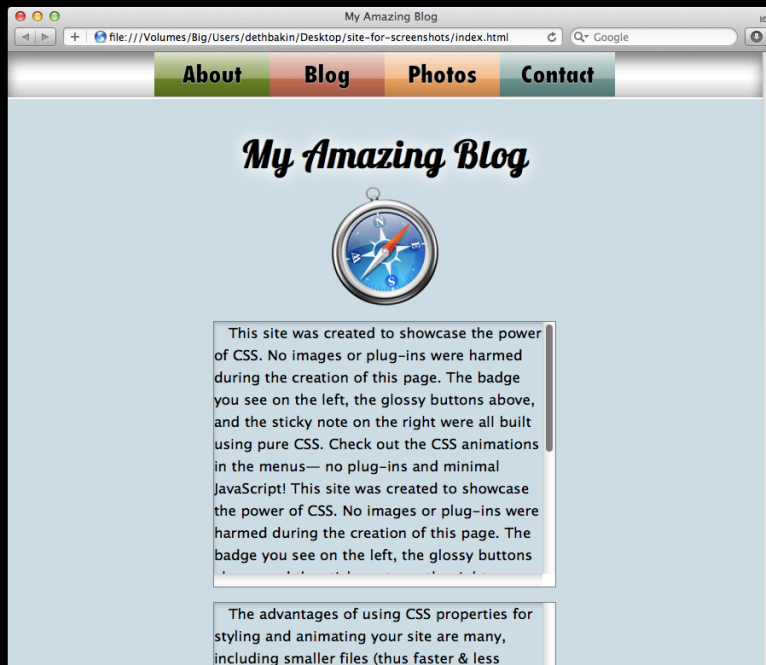 My Amazing Blog
file:///Volumes/Big/Users/dethbakin/Desktop/site-for-screenshots/index.html
Google
About Blog Photos Contact
My Amazing Blog
N
E
S
W
This site was created to showcase the power
of CSS. No images or plug-ins were harmed
during the creation of this page. The badge
you see on the left, the glossy buttons above,
and the sticky note on the right were all built
using pure CSS. Check out the CSS animations
in the menus— no plug-ins and minimal
JavaScript! This site was created to showcase
the power of CSS. No images or plug-ins were
harmed during the creation of this page. The
badge you see on the left, the glossy buttons
The advantages of using CSS properties for
styling and animating your site are many,
including smaller files (thus faster & less